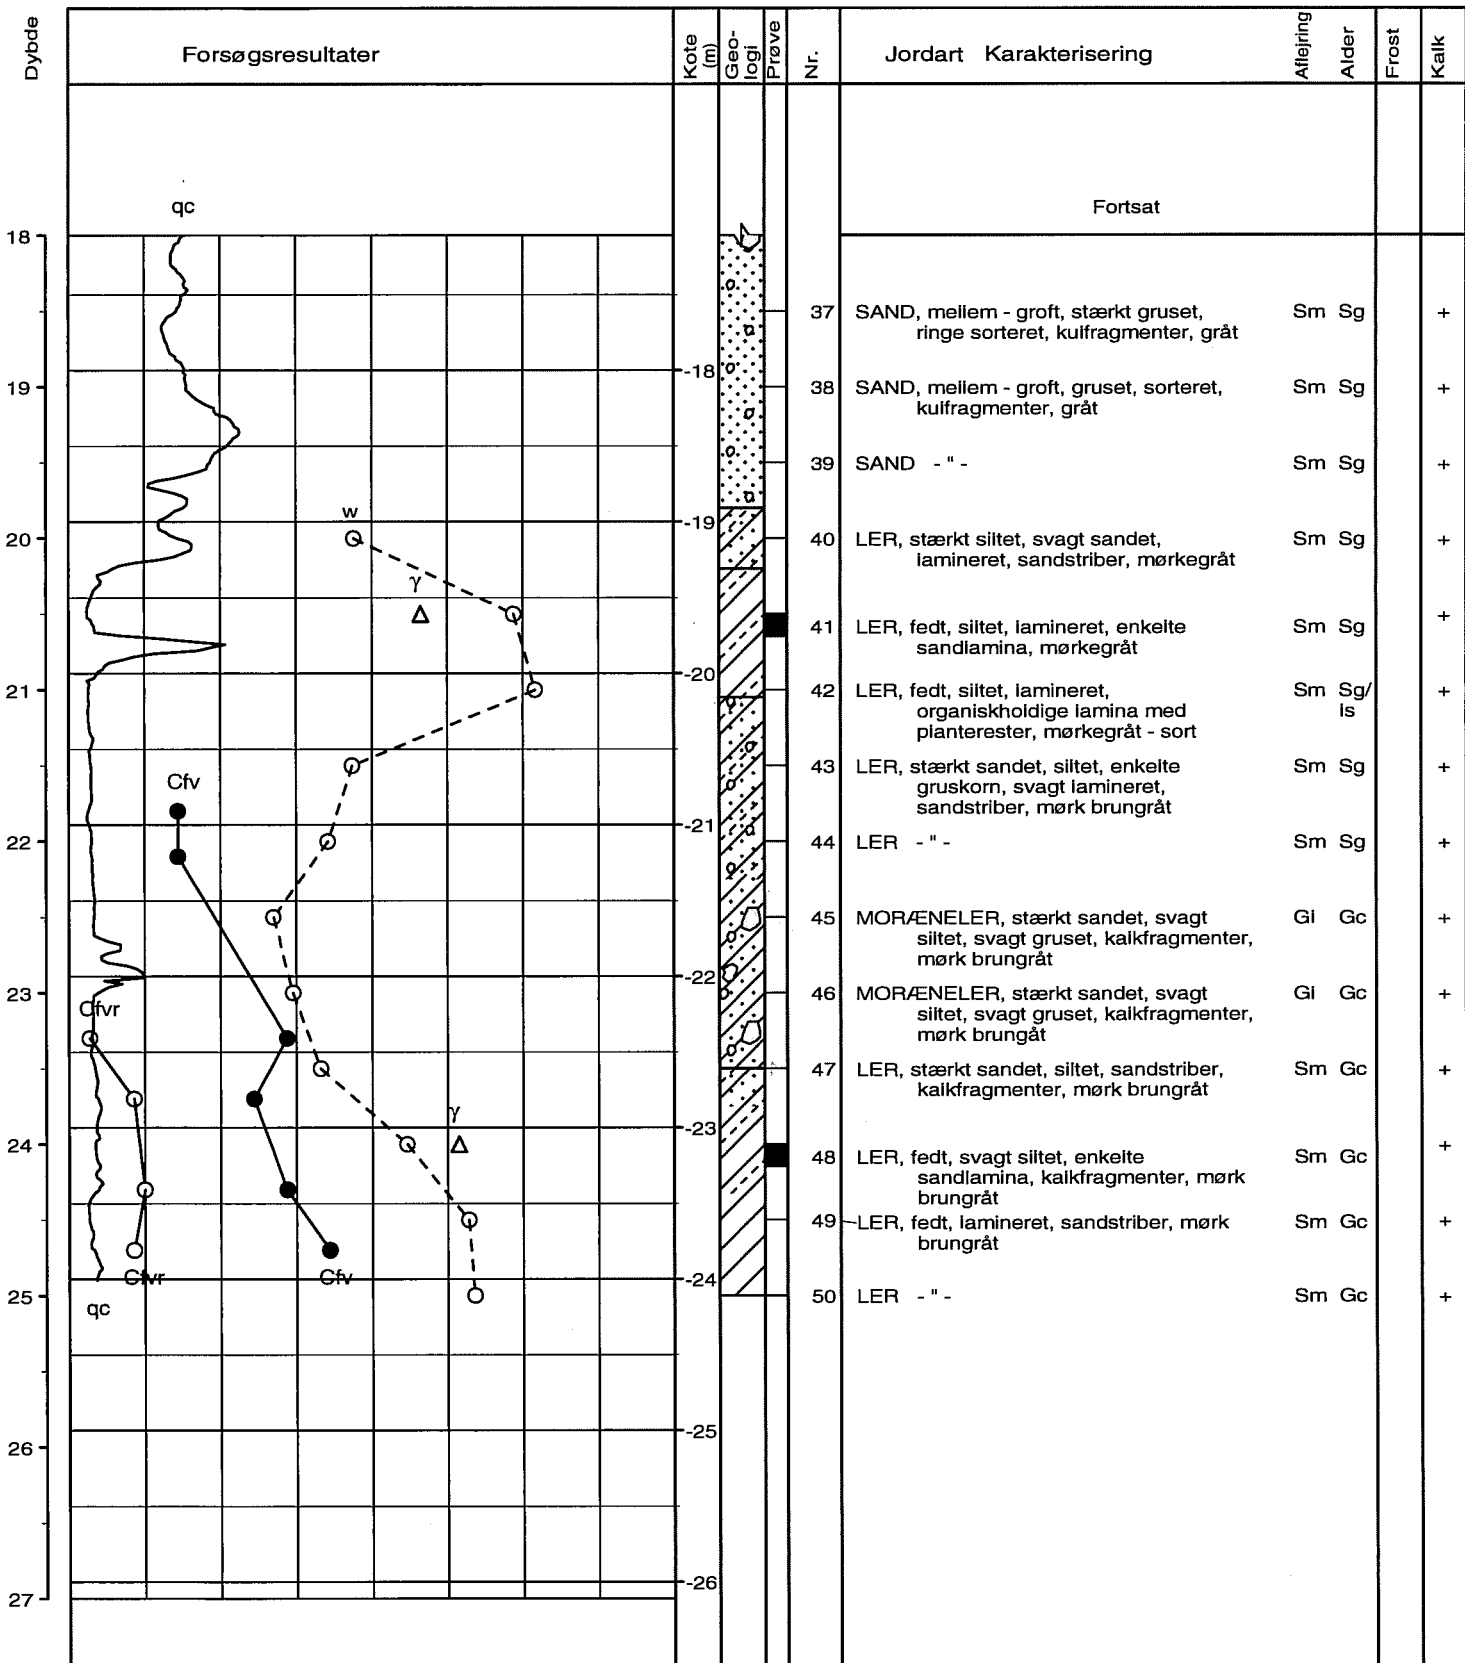 Dybde
Forsøgsresultater
Kote (m)
Geo-
logi
Prøve
Nr.
Jordart Karakterisering
Aflejring
Alder
Frost
Kalk
qc
Fortsat
18
37 SAND, mellem - groft, stærkt gruset, Sm Sg +
ringe sorteret, kulfragmenter, gråt
-18
19
38 SAND, mellem - groft, gruset, sorteret, Sm Sg +
kulfragmenter, gråt
39 SAND - " - Sm Sg +
w
-19
20
40 LER, stærkt siltet, svagt sandet, Sm Sg +
lamineret, sandstriber, mørkegråt
γ
41 LER, fedt, siltet, lamineret, enkelte Sm Sg +
sandlamina, mørkegråt
-20
21
42 LER, fedt, siltet, lamineret, Sm Sg/ +
organiskholdige lamina med Is
planterester, mørkegråt - sort
Cfv
43 LER, stærkt sandet, siltet, enkelte Sm Sg +
gruskorn, svagt lamineret,
sandstriber, mørk brungråt
-21
22
44 LER - " - Sm Sg +
45 MORÆNELER, stærkt sandet, svagt Gl Gc +
siltet, svagt gruset, kalkfragmenter,
mørk brungråt
-22
23
46 MORÆNELER, stærkt sandet, svagt Gl Gc +
siltet, svagt gruset, kalkfragmenter,
mørk brungåt
Cfvr
47 LER, stærkt sandet, siltet, sandstriber, Sm Gc +
kalkfragmenter, mørk brungråt
γ
-23
24
48 LER, fedt, svagt siltet, enkelte Sm Gc +
sandlamina, kalkfragmenter, mørk
brungråt
49 LER, fedt, lamineret, sandstriber, mørk Sm Gc +
brungråt
Cfvr
Cfv
-24
25
qc
50 LER - " - Sm Gc +
-25
26
-26
27